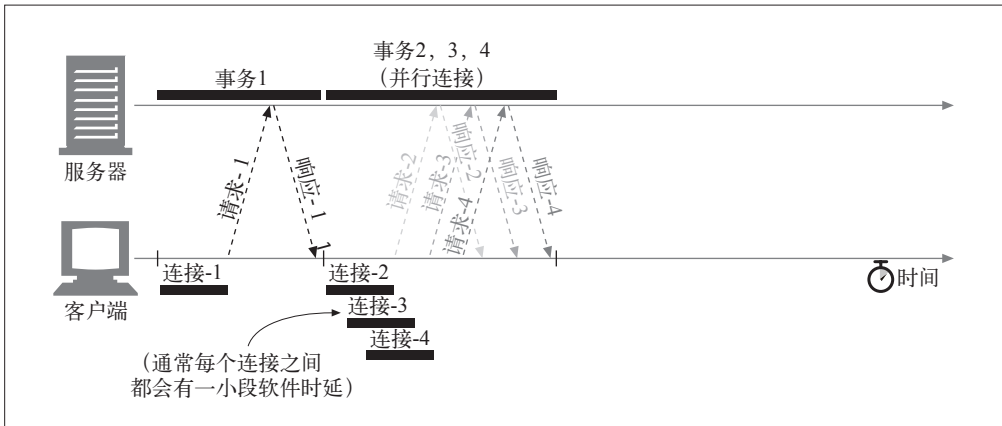 事务1
事务2，3，4
（并行连接）
服务器
请求-1
响应-1
请求-2
请求-3
请求-4
响应-2
响应-3
响应-4
1
连接-1
连接-2
时间
客户端
连接-3
连接-4
（通常每个连接之间
都会有一小段软件时延）